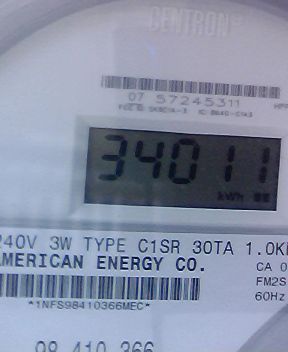 CENTRON®
07 57245311
34011
kWh
240V 3W TYPE C1SR 30TA 1.0K
AMERICAN ENERGY CO.
CA 0
FM2S
60Hz
*1NFS98410366MEC*
98 410 366